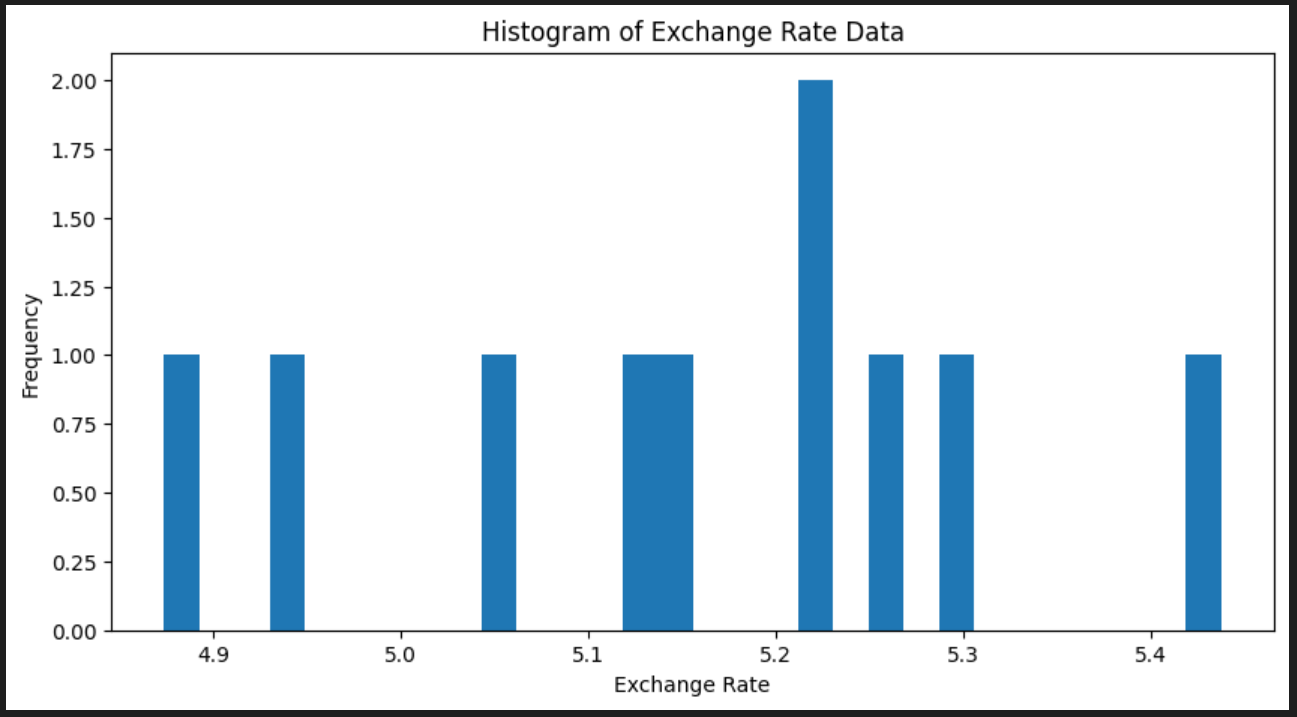 Histogram of Exchange Rate Data
2.00
1.75
1.50
1.25
1.00
0.75
0.50
0.25
0.00
Frequency
4.9 5.0 5.1 5.2 5.3 5.4
Exchange Rate